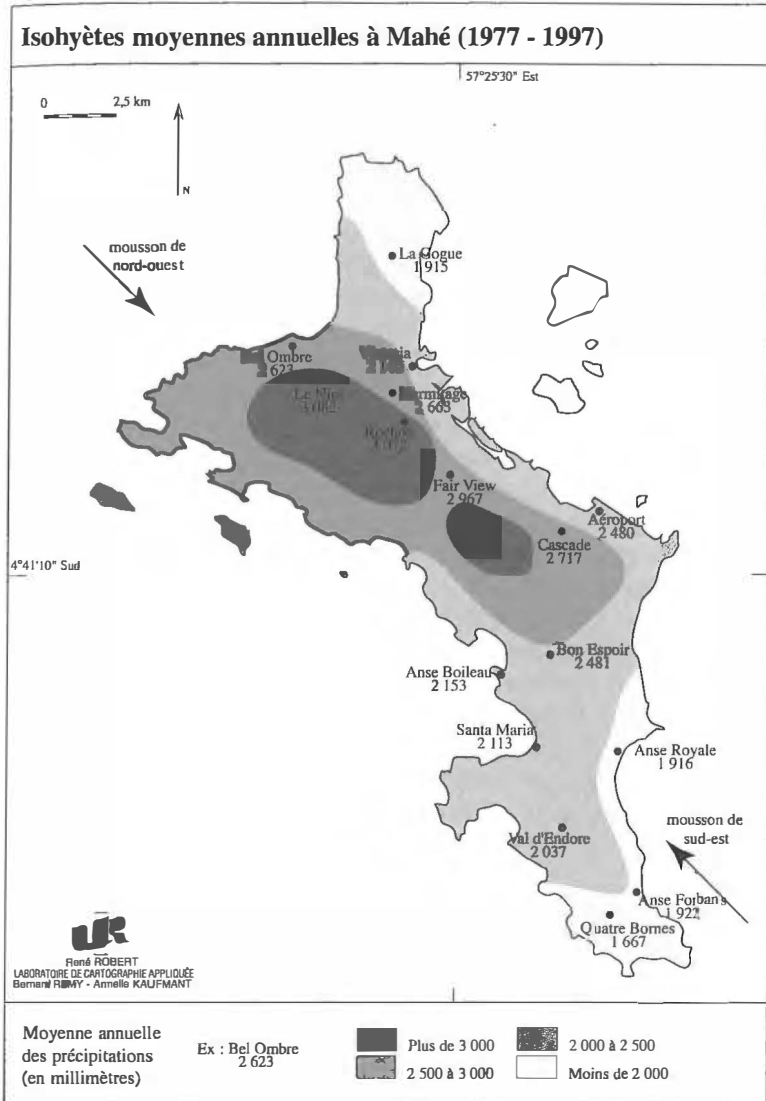 Isohyètes moyennes annuelles à Mahé (1977 - 1997)
57°25'30" Est
0 2,5 km
N
mousson de
nord-ouest
La Gogue
1 915
Ombre
2 623
2 663
Fair View
2 967
Aéroport
2 480
Cascade
2 717
4°41'10" Sud
Bon Espoir
2 481
Anse Boileau
2 153
Santa Maria
2 113
Anse Royale
1 916
mousson de
sud-est
Val d'Endore
2 037
Anse Forbans
1 922
Quatre Bornes
1 667
UR
René ROBERT
LABORATOIRE DE CARTOGRAPHIE APPLIQUÉE
Bernard RÉMY - Annelle KAUFMANT
Moyenne annuelle
des précipitations
(en millimètres)
Ex : Bel Ombre
2 623
Plus de 3 000
2 000 à 2 500
2 500 à 3 000
Moins de 2 000